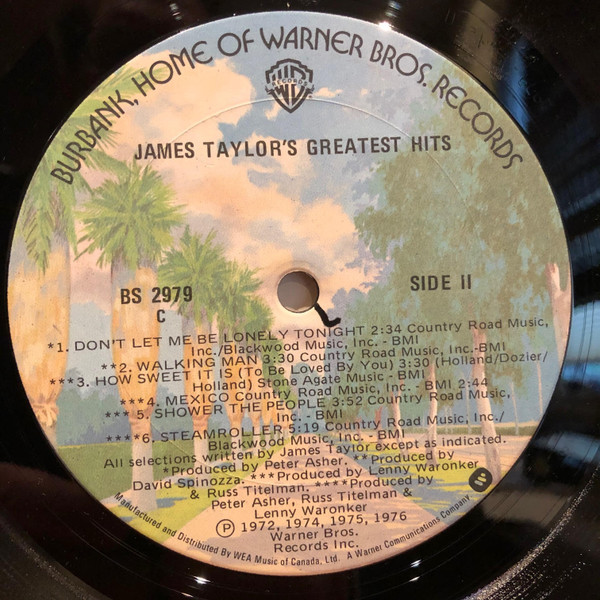 BURBANK, HOME OF WARNER BROS. RECORDS
RECORDS
JAMES TAYLOR'S GREATEST HITS
BS 2979
C
SIDE II
*1. DON'T LET ME BE LONELY TONIGHT 2:34 Country Road Music,
Inc./Blackwood Music, Inc. - BMI
**2. WALKING MAN 3:30 Country Road Music, Inc.-BMI
***3. HOW SWEET IT IS (To Be Loved By You) 3:30 (Holland/Dozier/
Holland) Stone Agate Music - BMI
***4. MEXICO Country Road Music, Inc. - BMI 2:44
*** 5. SHOWER THE PEOPLE 3:52 Country Road Music,
Inc. - BMI
****6. STEAMROLLER 5:19 Country Road Music, Inc./
Blackwood Music, Inc. - BMI
All selections written by James Taylor except as indicated.
*Produced by Peter Asher. **Produced by
David Spinozza. ***Produced by Lenny Waronker
& Russ Titelman. ****Produced by
Peter Asher, Russ Titelman &
Lenny Waronker
Ⓟ 1972, 1974, 1975, 1976
Warner Bros.
Records Inc.
Manufactured and Distributed By WEA Music of Canada, Ltd. A Warner Communications Company